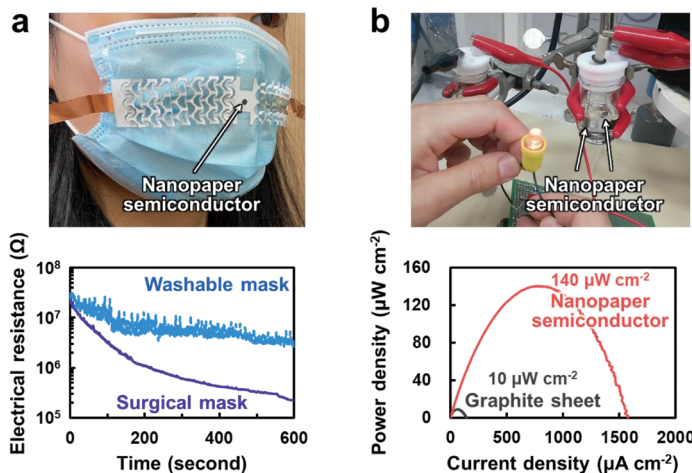 a
Nanopaper
semiconductor
Electrical resistance (Ω)
10⁸
10⁷
10⁶
10⁵
Washable mask
Surgical mask
0
200
400
600
Time (second)
b
Nanopaper
semiconductor
Power density (µW cm⁻²)
160
120
80
40
0
140 µW cm⁻²
Nanopaper
semiconductor
10 µW cm⁻²
Graphite sheet
0
500
1000
1500
2000
Current density (µA cm⁻²)